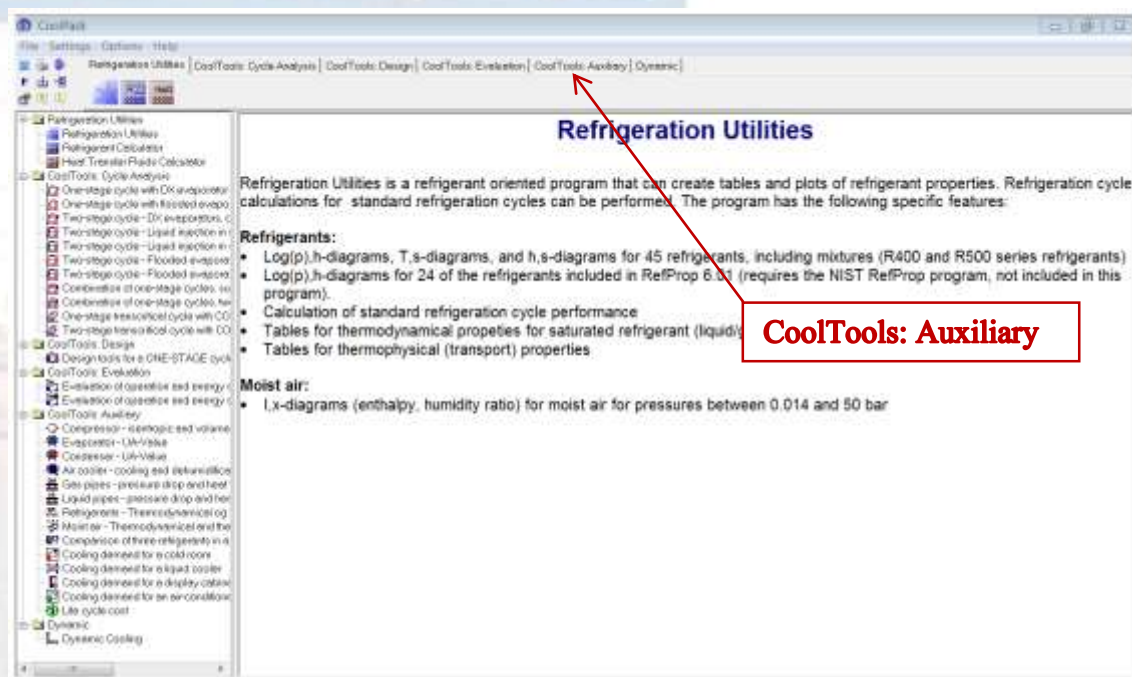 CoolPack
File Settings Options Help
Refrigeration Utilities CoolTools: Cycle Analysis CoolTools: Design CoolTools: Evaluation CoolTools: Auxiliary Dynamic
Refrigeration Utilities
Refrigeration Utilities
Refrigerant Calculator
Heat Transfer Fluids Calculator
CoolTools: Cycle Analysis
One-stage cycle with DX evaporator
One-stage cycle with flooded evapo
Two-stage cycle - DX evaporators, c
Two-stage cycle - Liquid injection in
Two-stage cycle - Liquid injection in
Two-stage cycle - Flooded evapora
Two-stage cycle - Flooded evapora
Combination of one-stage cycles, su
Combination of one-stage cycles, tw
One-stage transcritical cycle with CO
Two-stage transcritical cycle with CO
CoolTools: Design
Design tools for a ONE-STAGE cycl
CoolTools: Evaluation
Evaluation of operation and energy c
Evaluation of operation and energy c
CoolTools: Auxiliary
Compressor - isentropic and volume
Evaporator - UA-Value
Condenser - UA-Value
Air cooler - cooling and dehumidifica
Gas pipes - pressure drop and heat
Liquid pipes - pressure drop and hea
Refrigerants - Thermodynamical og
Moist air - Thermodynamical and the
Comparison of three refrigerants in a
Cooling demand for a cold room
Cooling demand for a liquid cooler
Cooling demand for a display cabine
Cooling demand for an air conditione
Life cycle cost
Dynamic
Dynamic Cooling
Refrigeration Utilities
Refrigeration Utilities is a refrigerant oriented program that can create tables and plots of refrigerant properties. Refrigeration cycle
calculations for standard refrigeration cycles can be performed. The program has the following specific features:
Refrigerants:
• Log(p),h-diagrams, T,s-diagrams, and h,s-diagrams for 45 refrigerants, including mixtures (R400 and R500 series refrigerants)
• Log(p),h-diagrams for 24 of the refrigerants included in RefProp 6.01 (requires the NIST RefProp program, not included in this
program).
• Calculation of standard refrigeration cycle performance
• Tables for thermodynamical propeties for saturated refrigerant (liquid/g
• Tables for thermophysical (transport) properties
Moist air:
• I,x-diagrams (enthalpy, humidity ratio) for moist air for pressures between 0.014 and 50 bar
CoolTools: Auxiliary